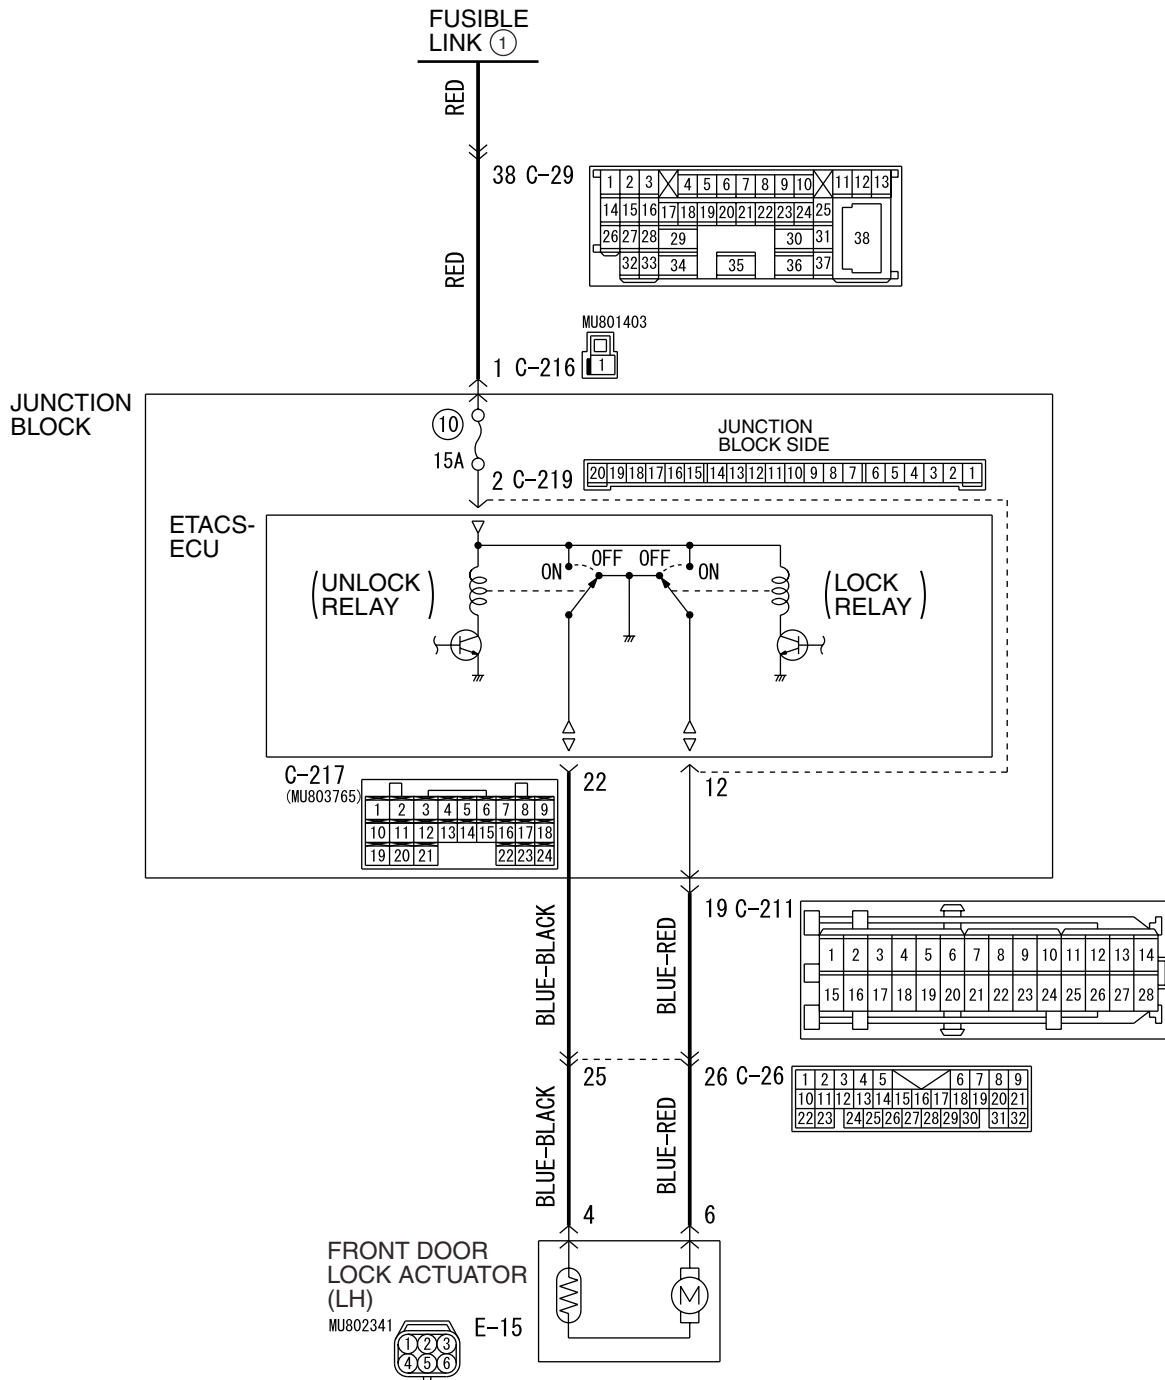 FUSIBLE
LINK ①
RED
38 C-29
1 2 3 4 5 6 7 8 9 10 11 12 13
14 15 16 17 18 19 20 21 22 23 24 25
26 27 28 29 30 31 38
32 33 34 35 36 37
RED
MU801403
1 C-216
1
JUNCTION
BLOCK
⑩
15A
JUNCTION
BLOCK SIDE
2 C-219
20 19 18 17 16 15 14 13 12 11 10 9 8 7 6 5 4 3 2 1
ETACS-
ECU
ON OFF OFF ON
(UNLOCK
RELAY)
(LOCK
RELAY)
C-217
(MU803765)
22
12
1 2 3 4 5 6 7 8 9
10 11 12 13 14 15 16 17 18
19 20 21 22 23 24
BLUE-BLACK
BLUE-RED
19 C-211
1 2 3 4 5 6 7 8 9 10 11 12 13 14
15 16 17 18 19 20 21 22 23 24 25 26 27 28
25
26 C-26
1 2 3 4 5 6 7 8 9
10 11 12 13 14 15 16 17 18 19 20 21
22 23 24 25 26 27 28 29 30 31 32
BLUE-BLACK
BLUE-RED
4
6
FRONT DOOR
LOCK ACTUATOR
(LH)
M
MU802341
E-15
1 2 3
4 5 6